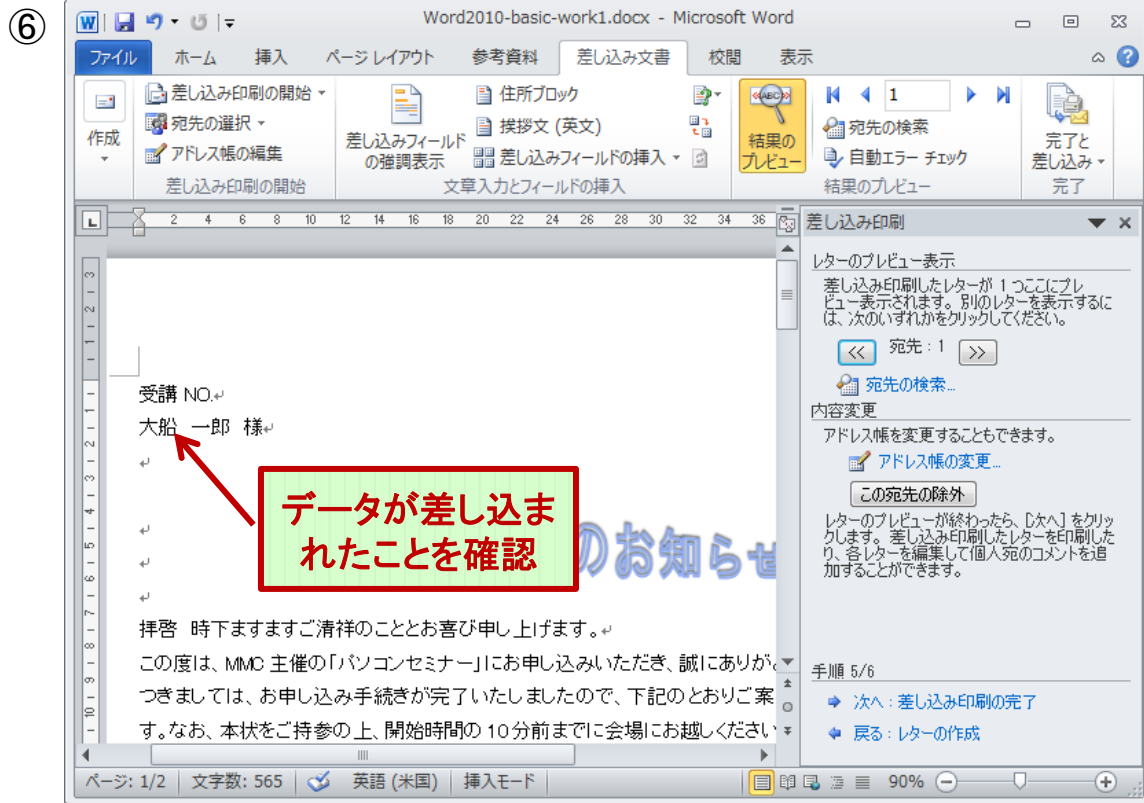 ⑥
Word2010-basic-work1.docx - Microsoft Word
ファイル ホーム 挿入 ページ レイアウト 参考資料 差し込み文書 校閲 表示
作成
差し込み印刷の開始
宛先の選択
アドレス帳の編集
差し込み印刷の開始
差し込みフィールド
の強調表示
住所ブロック
挨拶文 (英文)
差し込みフィールドの挿入
文章入力とフィールドの挿入
«ABC»
結果の
プレビュー
1
宛先の検索
自動エラー チェック
結果のプレビュー
完了と
差し込み
完了
2 4 6 8 10 12 14 16 18 20 22 24 26 28 30 32 34 36
3
2
1
1
2
3
4
5
6
7
8
9
10
受講 NO.
大船 一郎 様
データが差し込ま
れたことを確認
のお知らせ
拝啓 時下ますますご清祥のこととお喜び申し上げます。
この度は、MMC 主催の「パソコンセミナー」にお申し込みいただき、誠にありが
つきましては、お申し込み手続きが完了いたしましたので、下記のとおりご案
す。なお、本状をご持参の上、開始時間の 10 分前までに会場にお越しください
差し込み印刷
レターのプレビュー表示
差し込み印刷したレターが 1 つここにプレ
ビュー表示されます。別のレターを表示するに
は、次のいずれかをクリックしてください。
<< 宛先 : 1 >>
宛先の検索...
内容変更
アドレス帳を変更することもできます。
アドレス帳の変更...
この宛先の除外
レターのプレビューが終わったら、[次へ] をクリッ
クします。差し込み印刷したレターを印刷した
り、各レターを編集して個人宛のコメントを追
加することができます。
手順 5/6
次へ : 差し込み印刷の完了
戻る : レターの作成
ページ: 1/2 文字数: 565 英語 (米国) 挿入モード 90%